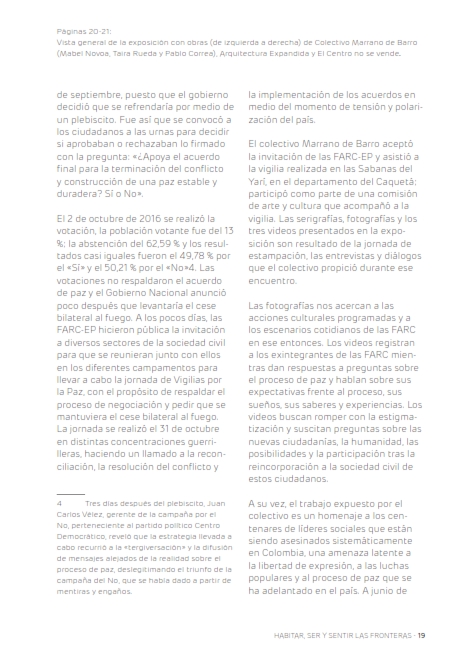 Páginas 20-21:
Vista general de la exposición con obras (de izquierda a derecha) de Colectivo Marrano de Barro
(Mabel Novoa, Taira Rueda y Pablo Correa), Arquitectura Expandida y El Centro no se vende.
de septiembre, puesto que el gobierno
decidió que se refrendaría por medio de
un plebiscito. Fue así que se convocó a
los ciudadanos a las urnas para decidir
si aprobaban o rechazaban lo firmado
con la pregunta: «¿Apoya el acuerdo
final para la terminación del conflicto
y construcción de una paz estable y
duradera? Sí o No».
El 2 de octubre de 2016 se realizó la
votación, la población votante fue del 13
%; la abstención del 62,59 % y los resul-
tados casi iguales fueron el 49,78 % por
el «Sí» y el 50,21 % por el «No»4. Las
votaciones no respaldaron el acuerdo
de paz y el Gobierno Nacional anunció
poco después que levantaría el cese
bilateral al fuego. A los pocos días, las
FARC-EP hicieron pública la invitación
a diversos sectores de la sociedad civil
para que se reunieran junto con ellos
en los diferentes campamentos para
llevar a cabo la jornada de Vigilias por
la Paz, con el propósito de respaldar el
proceso de negociación y pedir que se
mantuviera el cese bilateral al fuego.
La jornada se realizó el 31 de octubre
en distintas concentraciones guerri-
lleras, haciendo un llamado a la recon-
ciliación, la resolución del conflicto y
4 Tres días después del plebiscito, Juan
Carlos Vélez, gerente de la campaña por el
No, perteneciente al partido político Centro
Democrático, reveló que la estrategia llevada a
cabo recurrió a la «tergiversación» y la difusión
de mensajes alejados de la realidad sobre el
proceso de paz, deslegitimando el triunfo de la
campaña del No, que se había dado a partir de
mentiras y engaños.
la implementación de los acuerdos en
medio del momento de tensión y polari-
zación del país.
El colectivo Marrano de Barro aceptó
la invitación de las FARC-EP y asistió a
la vigilia realizada en las Sabanas del
Yarí, en el departamento del Caquetá;
participó como parte de una comisión
de arte y cultura que acompañó a la
vigilia. Las serigrafías, fotografías y los
tres videos presentados en la expo-
sición son resultado de la jornada de
estampación, las entrevistas y diálogos
que el colectivo propició durante ese
encuentro.
Las fotografías nos acercan a las
acciones culturales programadas y a
los escenarios cotidianos de las FARC
en ese entonces. Los videos registran
a los exintegrantes de las FARC mien-
tras dan respuestas a preguntas sobre
el proceso de paz y hablan sobre sus
expectativas frente al proceso, sus
sueños, sus saberes y experiencias. Los
videos buscan romper con la estigma-
tización y suscitan preguntas sobre las
nuevas ciudadanías, la humanidad, las
posibilidades y la participación tras la
reincorporación a la sociedad civil de
estos ciudadanos.
A su vez, el trabajo expuesto por el
colectivo es un homenaje a los cen-
tenares de líderes sociales que están
siendo asesinados sistemáticamente
en Colombia, una amenaza latente a
la libertad de expresión, a las luchas
populares y al proceso de paz que se
ha adelantado en el país. A junio de
HABITAR, SER Y SENTIR LAS FRONTERAS - 19